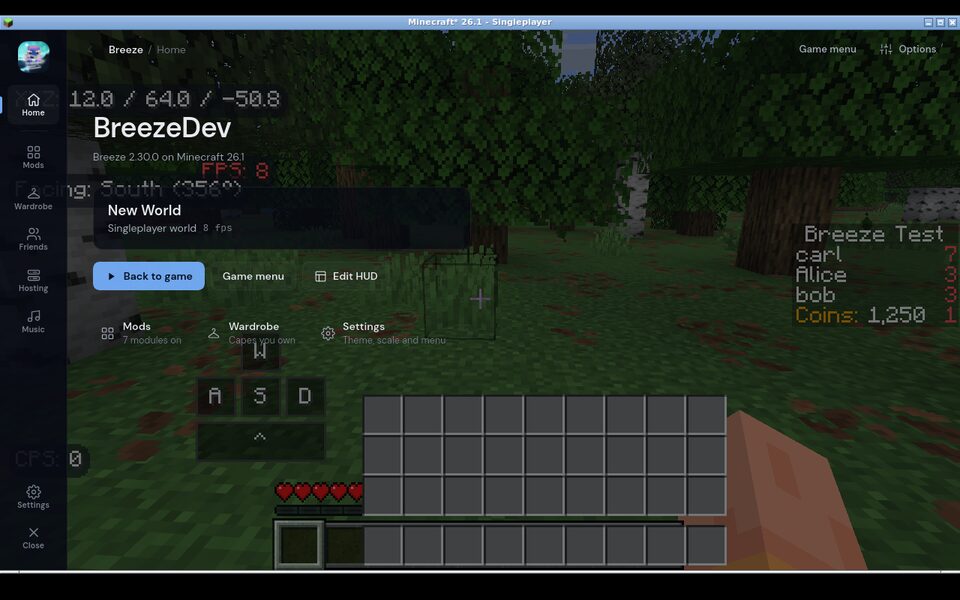 Minecraft* 26.1 - Singleplayer
Breeze / Home
Game menu
Options
12.0 / 64.0 / -50.8
Home
BreezeDev
Breeze 2.30.0 on Minecraft 26.1
FPS: 8
Mods
Facing: South (356°)
Wardrobe
New World
Singleplayer world 8 fps
Friends
Breeze Test
carl 7
Alice 3
bob 3
Coins: 1,250 1
Hosting
Back to game
Game menu
Edit HUD
Music
Mods
7 modules on
Wardrobe
Capes you own
Settings
Theme, scale and menu
W
A S D
^
CPS: 0
Settings
Close